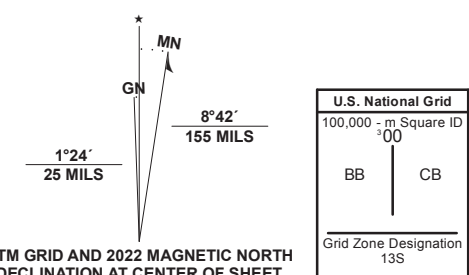 ★
MN
GN
8°42´
155 MILS
1°24´
25 MILS
TM GRID AND 2022 MAGNETIC NORTH
DECLINATION AT CENTER OF SHEET
U.S. National Grid
100,000 - m Square ID
³00
BB
CB
Grid Zone Designation
13S